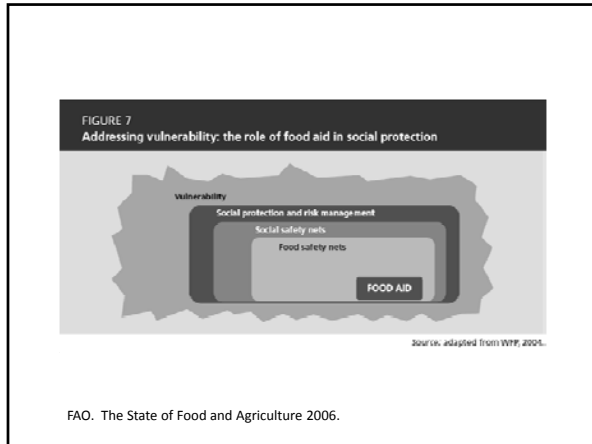 FIGURE 7
Addressing vulnerability: the role of food aid in social protection
Vulnerability
Social protection and risk management
Social safety nets
Food safety nets
FOOD AID
Source: adapted from WFP, 2004.
FAO.  The State of Food and Agriculture 2006.